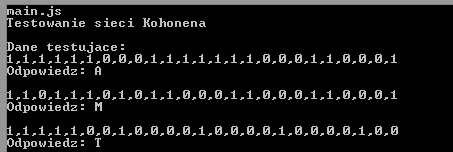 main.js
Testowanie sieci Kohonena
Dane testujace:
1,1,1,1,1,1,0,0,0,1,1,1,1,1,1,1,0,0,0,1,1,0,0,0,1
Odpowiedz: A
1,1,0,1,1,1,0,1,0,1,1,0,0,0,1,1,0,0,0,1,1,0,0,0,1
Odpowiedz: M
1,1,1,1,1,0,0,1,0,0,0,0,1,0,0,0,0,1,0,0,0,0,1,0,0
Odpowiedz: T